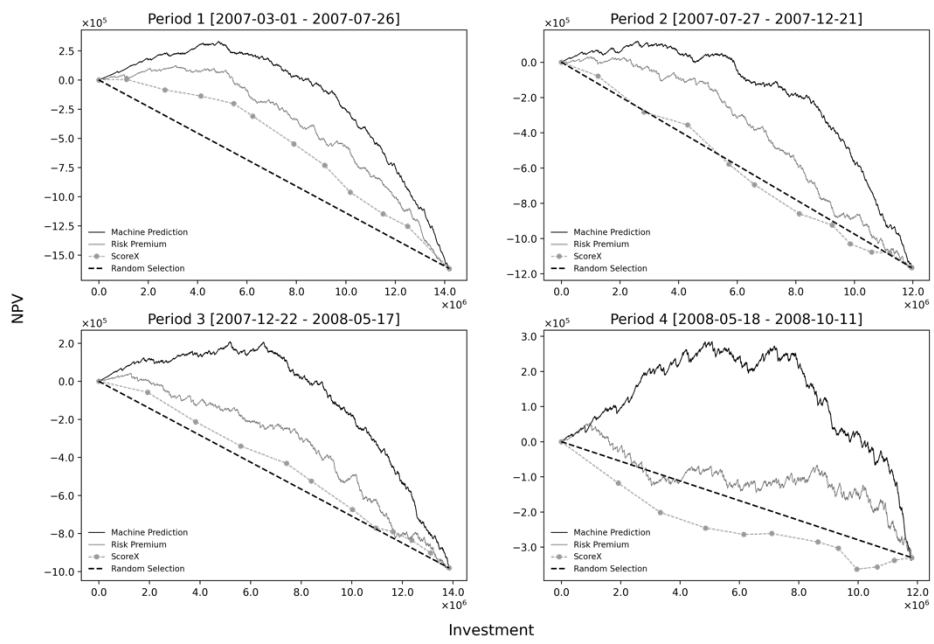 Period 1 [2007-03-01 - 2007-07-26]
×10⁵
2.5
0.0
−2.5
−5.0
−7.5
−10.0
−12.5
−15.0
Machine Prediction
Risk Premium
ScoreX
Random Selection
0.0 2.0 4.0 6.0 8.0 10.0 12.0 14.0
×10⁶
Period 2 [2007-07-27 - 2007-12-21]
×10⁵
0.0
−2.0
−4.0
−6.0
−8.0
−10.0
−12.0
Machine Prediction
Risk Premium
ScoreX
Random Selection
0.0 2.0 4.0 6.0 8.0 10.0 12.0
×10⁶
Period 3 [2007-12-22 - 2008-05-17]
×10⁵
2.0
0.0
−2.0
−4.0
−6.0
−8.0
−10.0
Machine Prediction
Risk Premium
ScoreX
Random Selection
0.0 2.0 4.0 6.0 8.0 10.0 12.0 14.0
×10⁶
Period 4 [2008-05-18 - 2008-10-11]
×10⁵
3.0
2.0
1.0
0.0
−1.0
−2.0
−3.0
Machine Prediction
Risk Premium
ScoreX
Random Selection
0.0 2.0 4.0 6.0 8.0 10.0 12.0
×10⁶
NPV
Investment